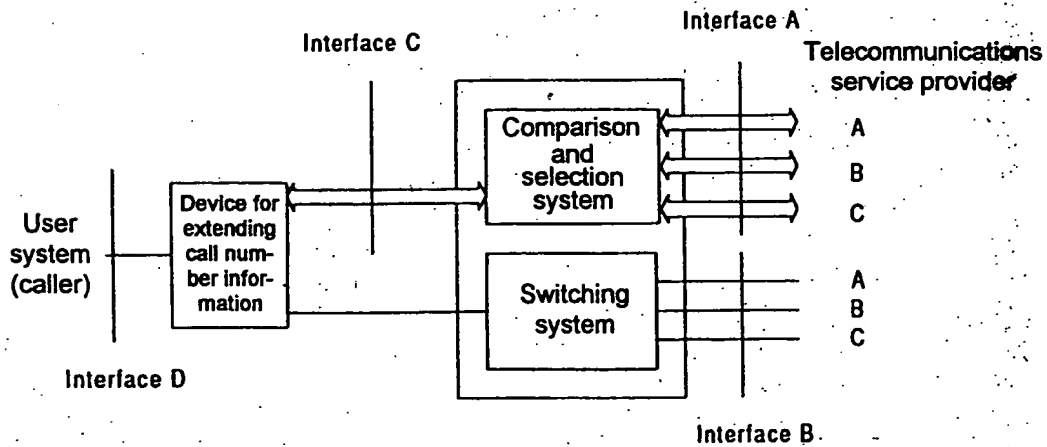 Interface A
Interface C
Telecommunications
service provider
Comparison
and
selection
system
A
B
C
User
system
(caller)
Device for
extending
call num-
ber infor-
mation
Switching
system
A
B
C
Interface D
Interface B